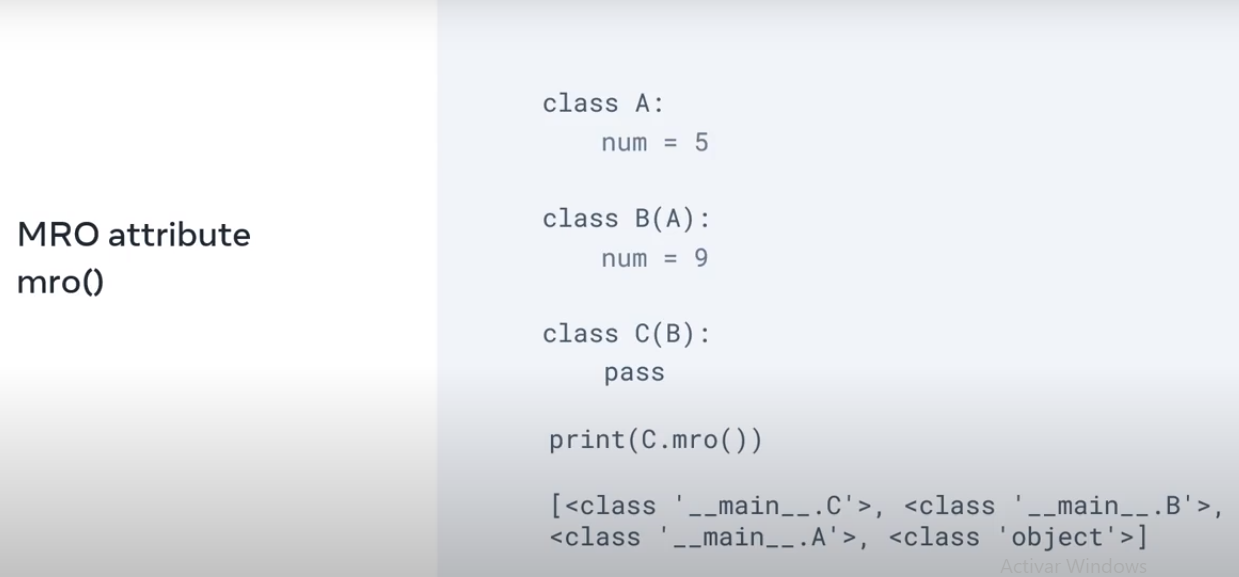 MRO attribute
mro()
class A:
    num = 5
class B(A):
    num = 9
class C(B):
    pass
print(C.mro())
[<class '__main__.C'>, <class '__main__.B'>,
<class '__main__.A'>, <class 'object'>]
Activar Windows